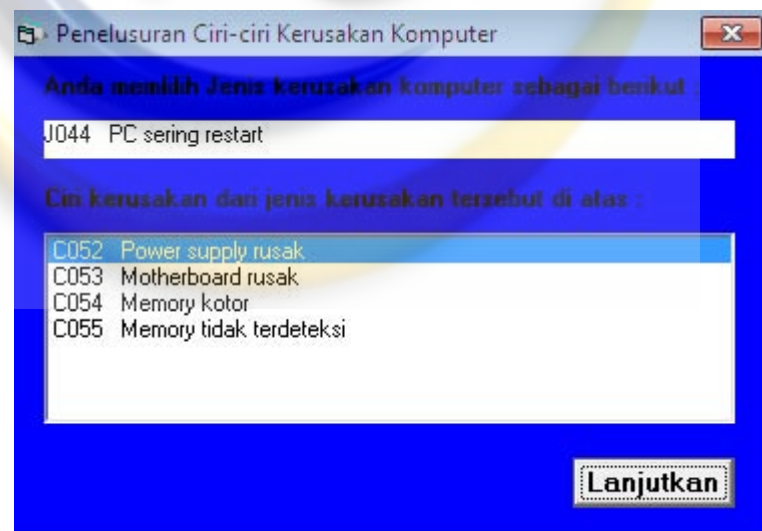 Penelusuran Ciri-ciri Kerusakan Komputer
Anda memilih Jenis kerusakan komputer sebagai berikut :
J044 PC sering restart
Ciri kerusakan dari jenis kerusakan tersebut di atas :
C052 Power supply rusak
C053 Motherboard rusak
C054 Memory kotor
C055 Memory tidak terdeteksi
Lanjutkan